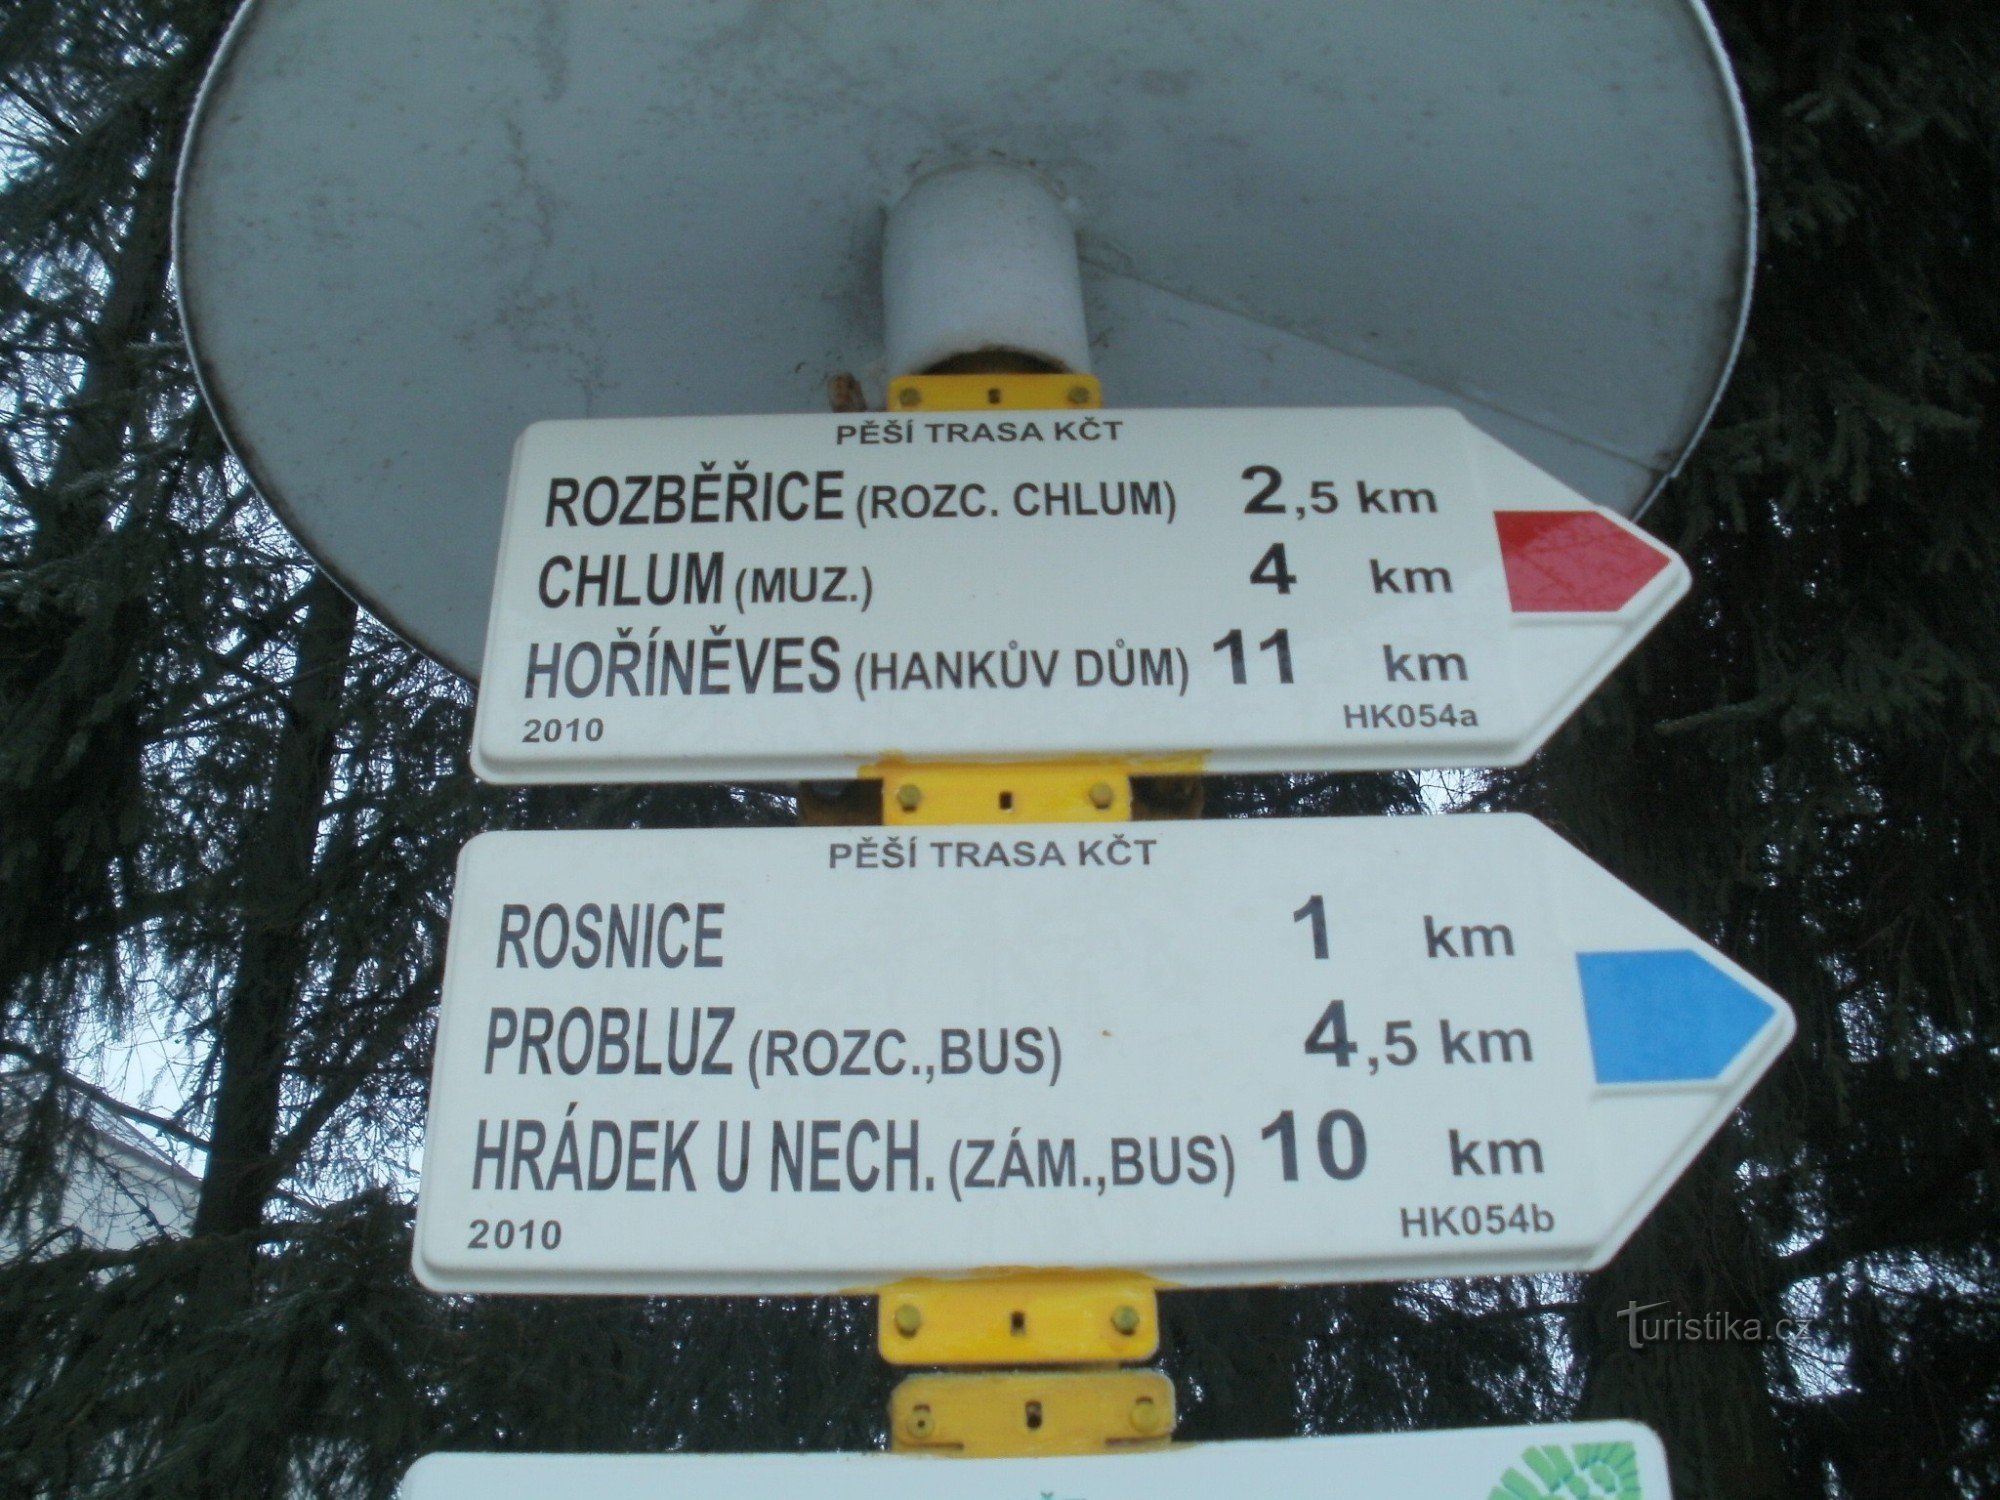 PĚŠÍ TRASA KČT
ROZBĚŘICE (ROZC. CHLUM) 2,5 km
CHLUM (MUZ.) 4 km
HOŘÍNĚVES (HANKŮV DŮM) 11 km
2010 HK054a
PĚŠÍ TRASA KČT
ROSNICE 1 km
PROBLUZ (ROZC.,BUS) 4,5 km
HRÁDEK U NECH. (ZÁM.,BUS) 10 km
2010 HK054b
Turistika.cz